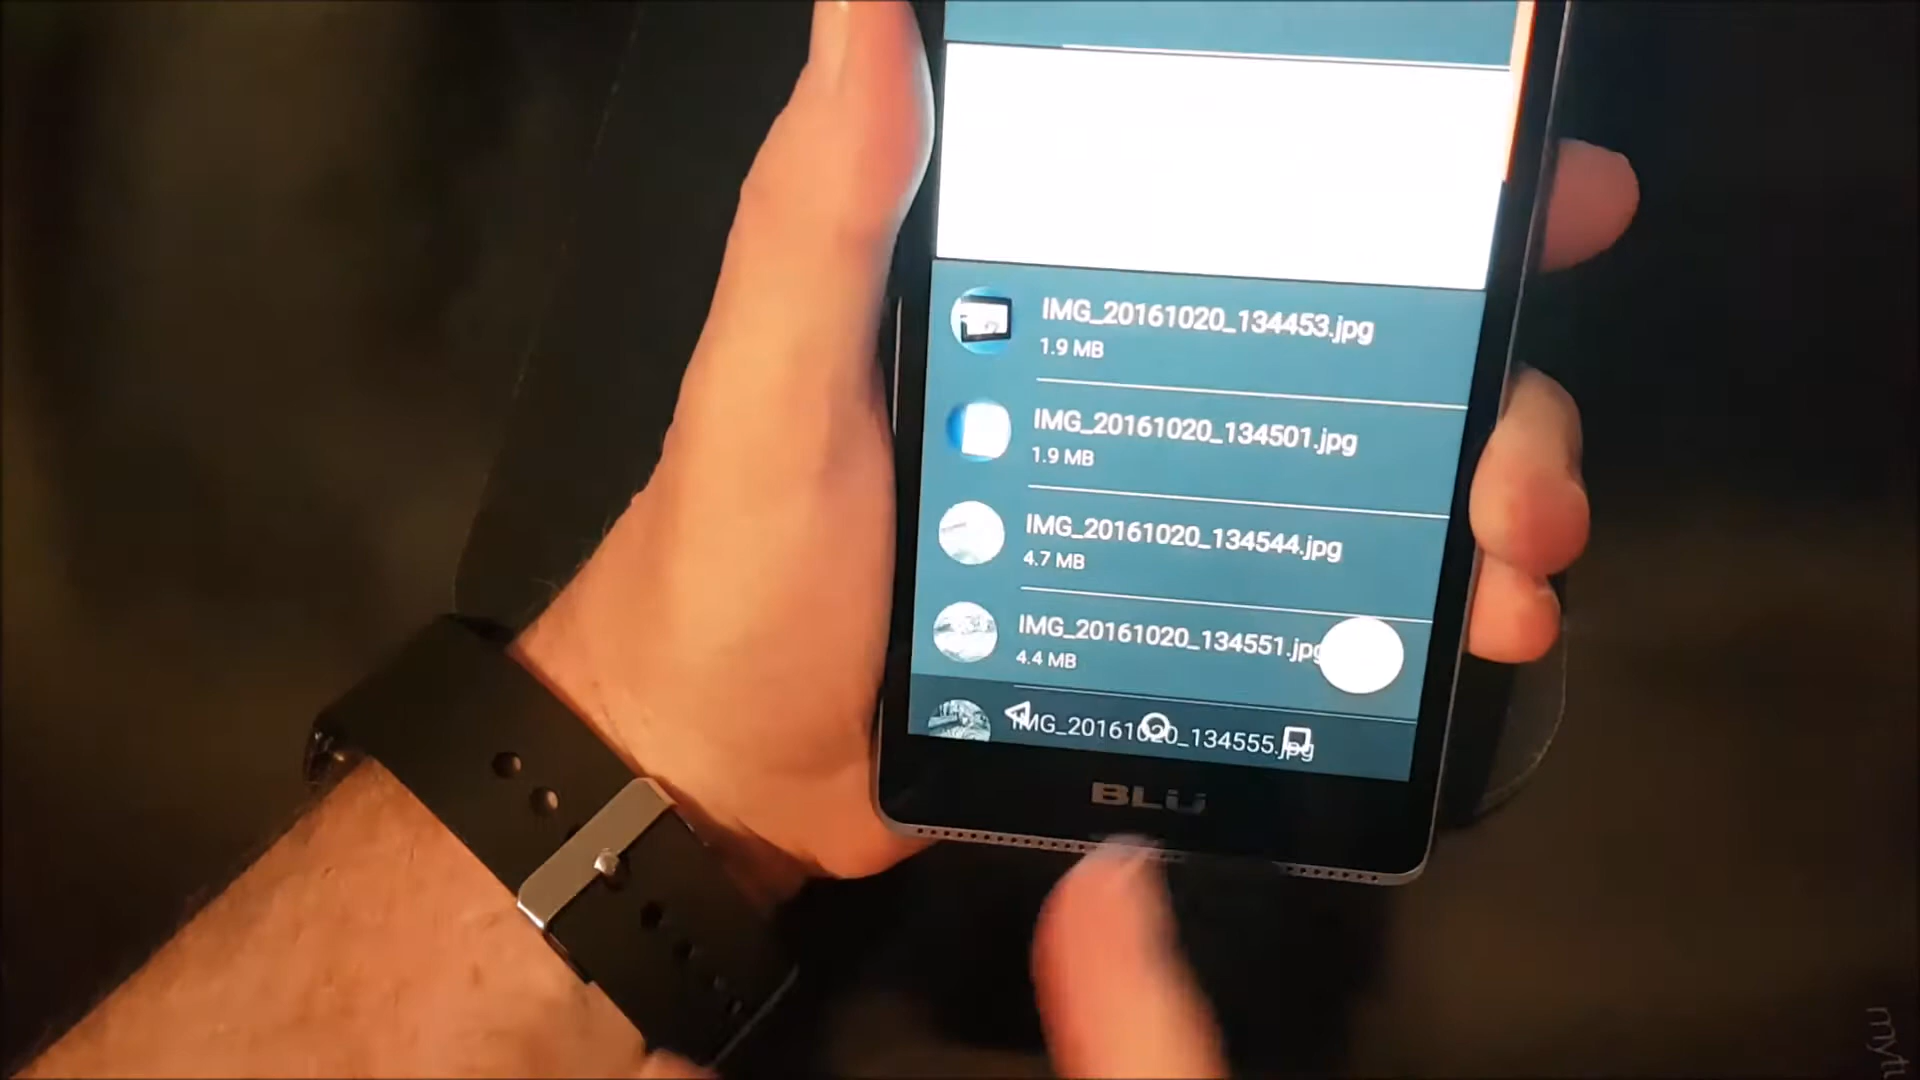 IMG_20161020_134453.jpg
1.9 MB
IMG_20161020_134501.jpg
1.9 MB
IMG_20161020_134544.jpg
4.7 MB
IMG_20161020_134551.jpg
4.4 MB
IMG_20161020_134555.jpg
BLU